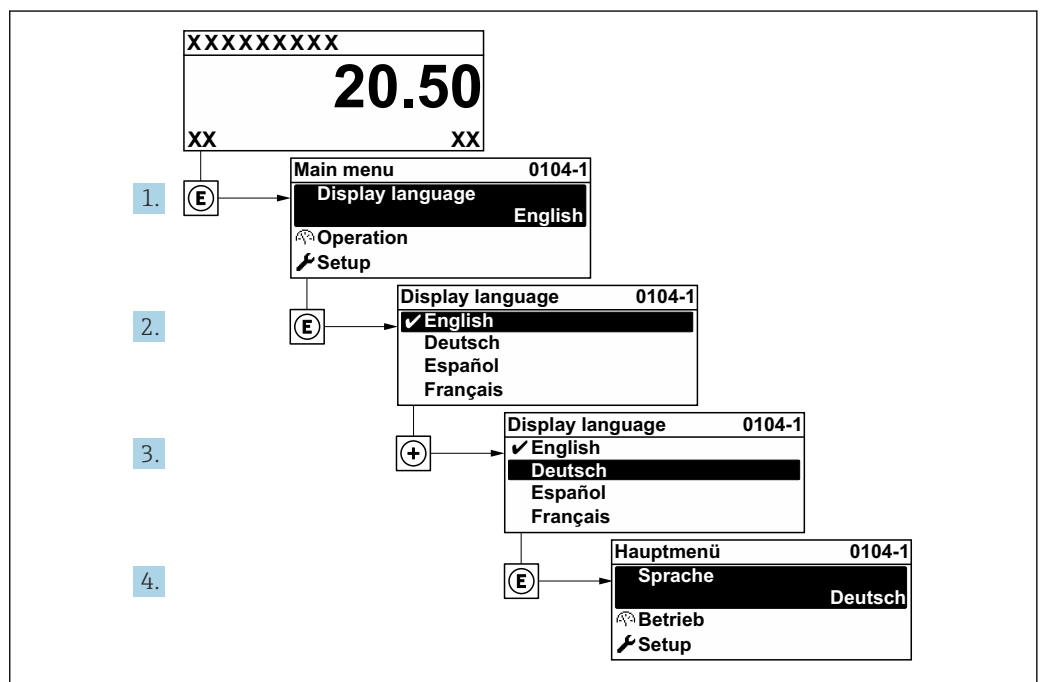 XXXXXXXXX
20.50
XX XX
1.
E
Main menu 0104-1
Display language
English
Operation
Setup
2.
E
Display language 0104-1
✔English
Deutsch
Español
Français
3.
+
Display language 0104-1
✔English
Deutsch
Español
Français
4.
E
Hauptmenü 0104-1
Sprache
Deutsch
Betrieb
Setup